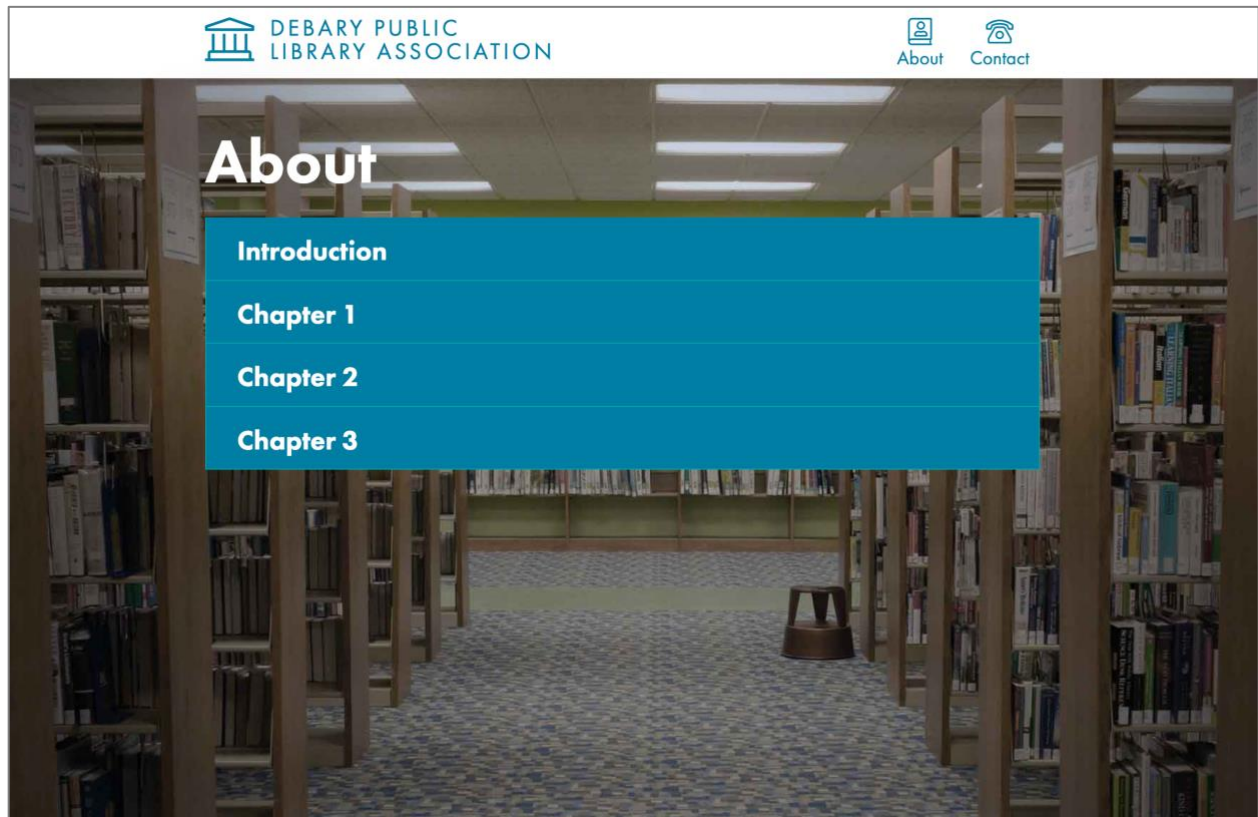 DEBARY PUBLIC
LIBRARY ASSOCIATION
About
Contact
About
Introduction
Chapter 1
Chapter 2
Chapter 3